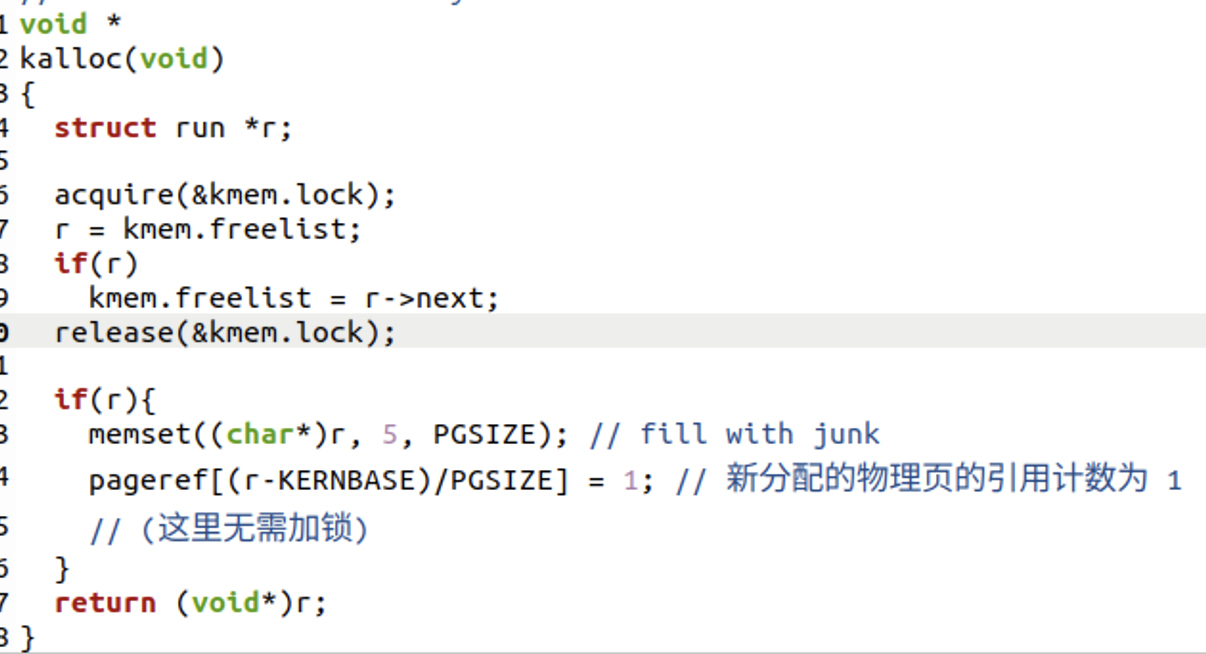 1 void *
2 kalloc(void)
3 {
4   struct run *r;
5
6   acquire(&kmem.lock);
7   r = kmem.freelist;
8   if(r)
9     kmem.freelist = r->next;
0   release(&kmem.lock);
1
2   if(r){
3     memset((char*)r, 5, PGSIZE); // fill with junk
4     pageref[(r-KERNBASE)/PGSIZE] = 1; // 新分配的物理页的引用计数为 1
5     // (这里无需加锁)
6   }
7   return (void*)r;
8 }